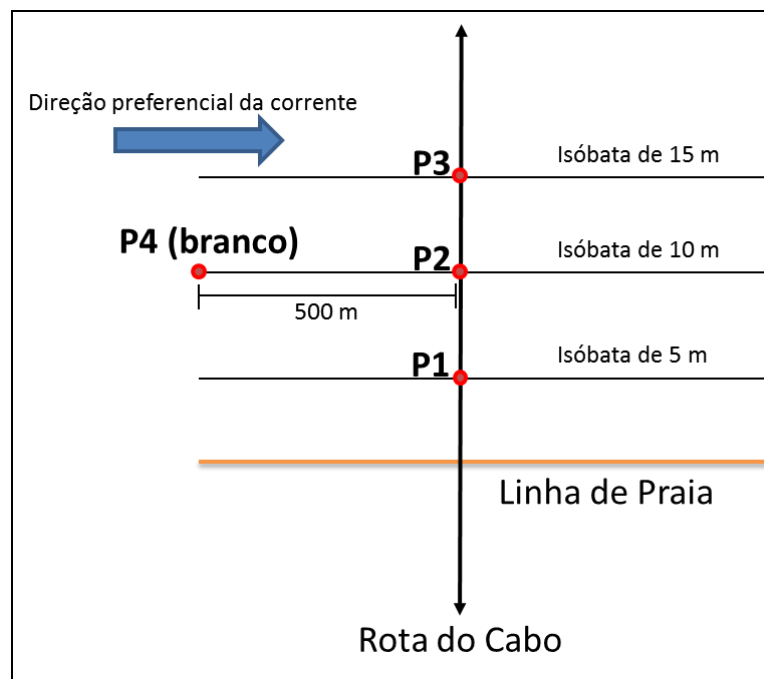 Direção preferencial da corrente
P3
Isóbata de 15 m
P4 (branco)
P2
Isóbata de 10 m
500 m
P1
Isóbata de 5 m
Linha de Praia
Rota do Cabo